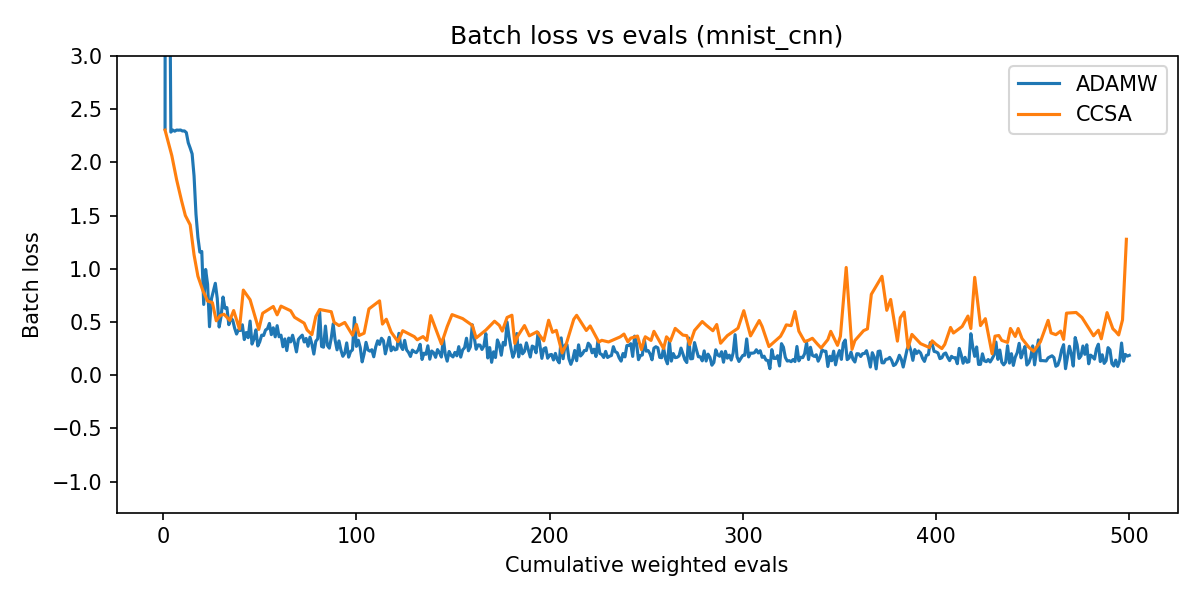 Batch loss vs evals (mnist_cnn)
ADAMW
CCSA
Batch loss
3.0
2.5
2.0
1.5
1.0
0.5
0.0
−0.5
−1.0
0 100 200 300 400 500
Cumulative weighted evals